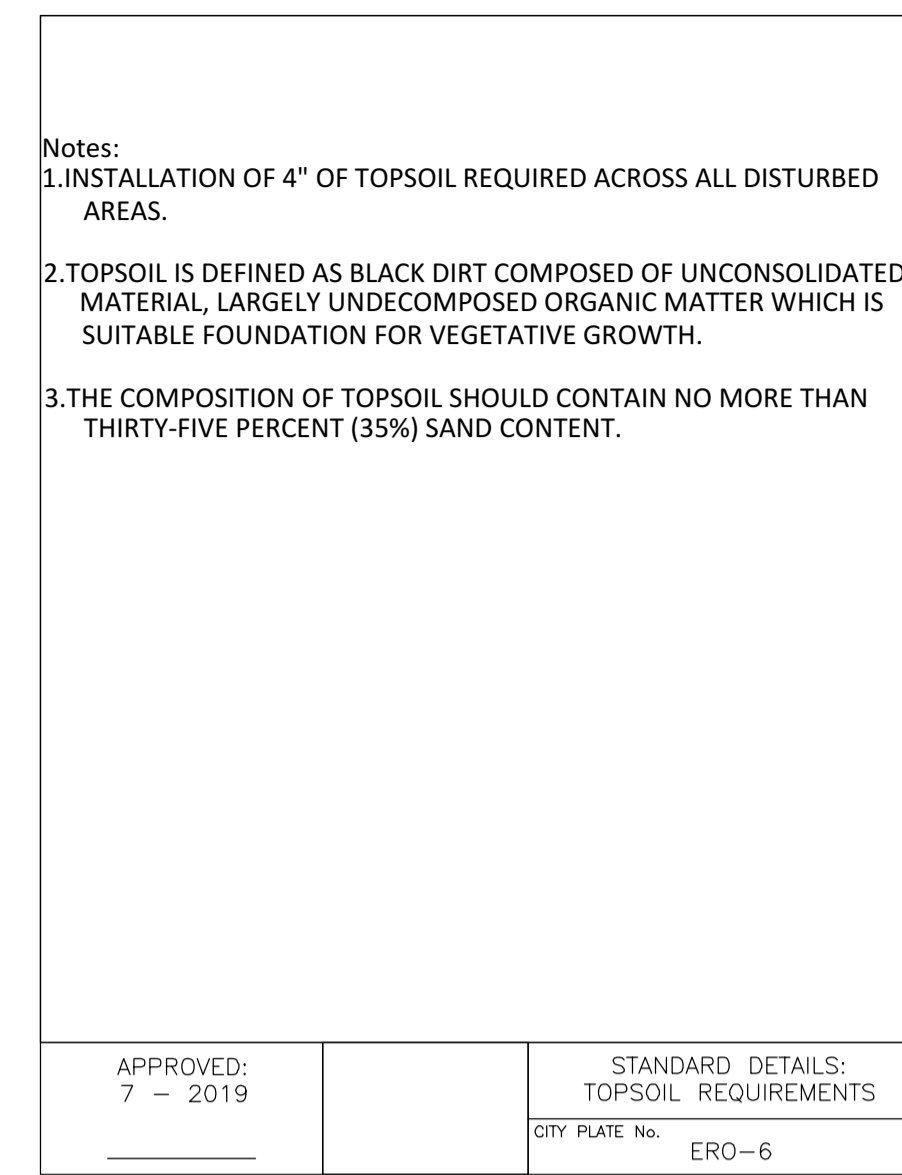 Notes:
1.INSTALLATION OF 4" OF TOPSOIL REQUIRED ACROSS ALL DISTURBED
AREAS.
2.TOPSOIL IS DEFINED AS BLACK DIRT COMPOSED OF UNCONSOLIDATED
MATERIAL, LARGELY UNDECOMPOSED ORGANIC MATTER WHICH IS
SUITABLE FOUNDATION FOR VEGETATIVE GROWTH.
3.THE COMPOSITION OF TOPSOIL SHOULD CONTAIN NO MORE THAN
THIRTY-FIVE PERCENT (35%) SAND CONTENT.
APPROVED:
7 - 2019
STANDARD DETAILS:
TOPSOIL REQUIREMENTS
CITY PLATE No.
ERO-6